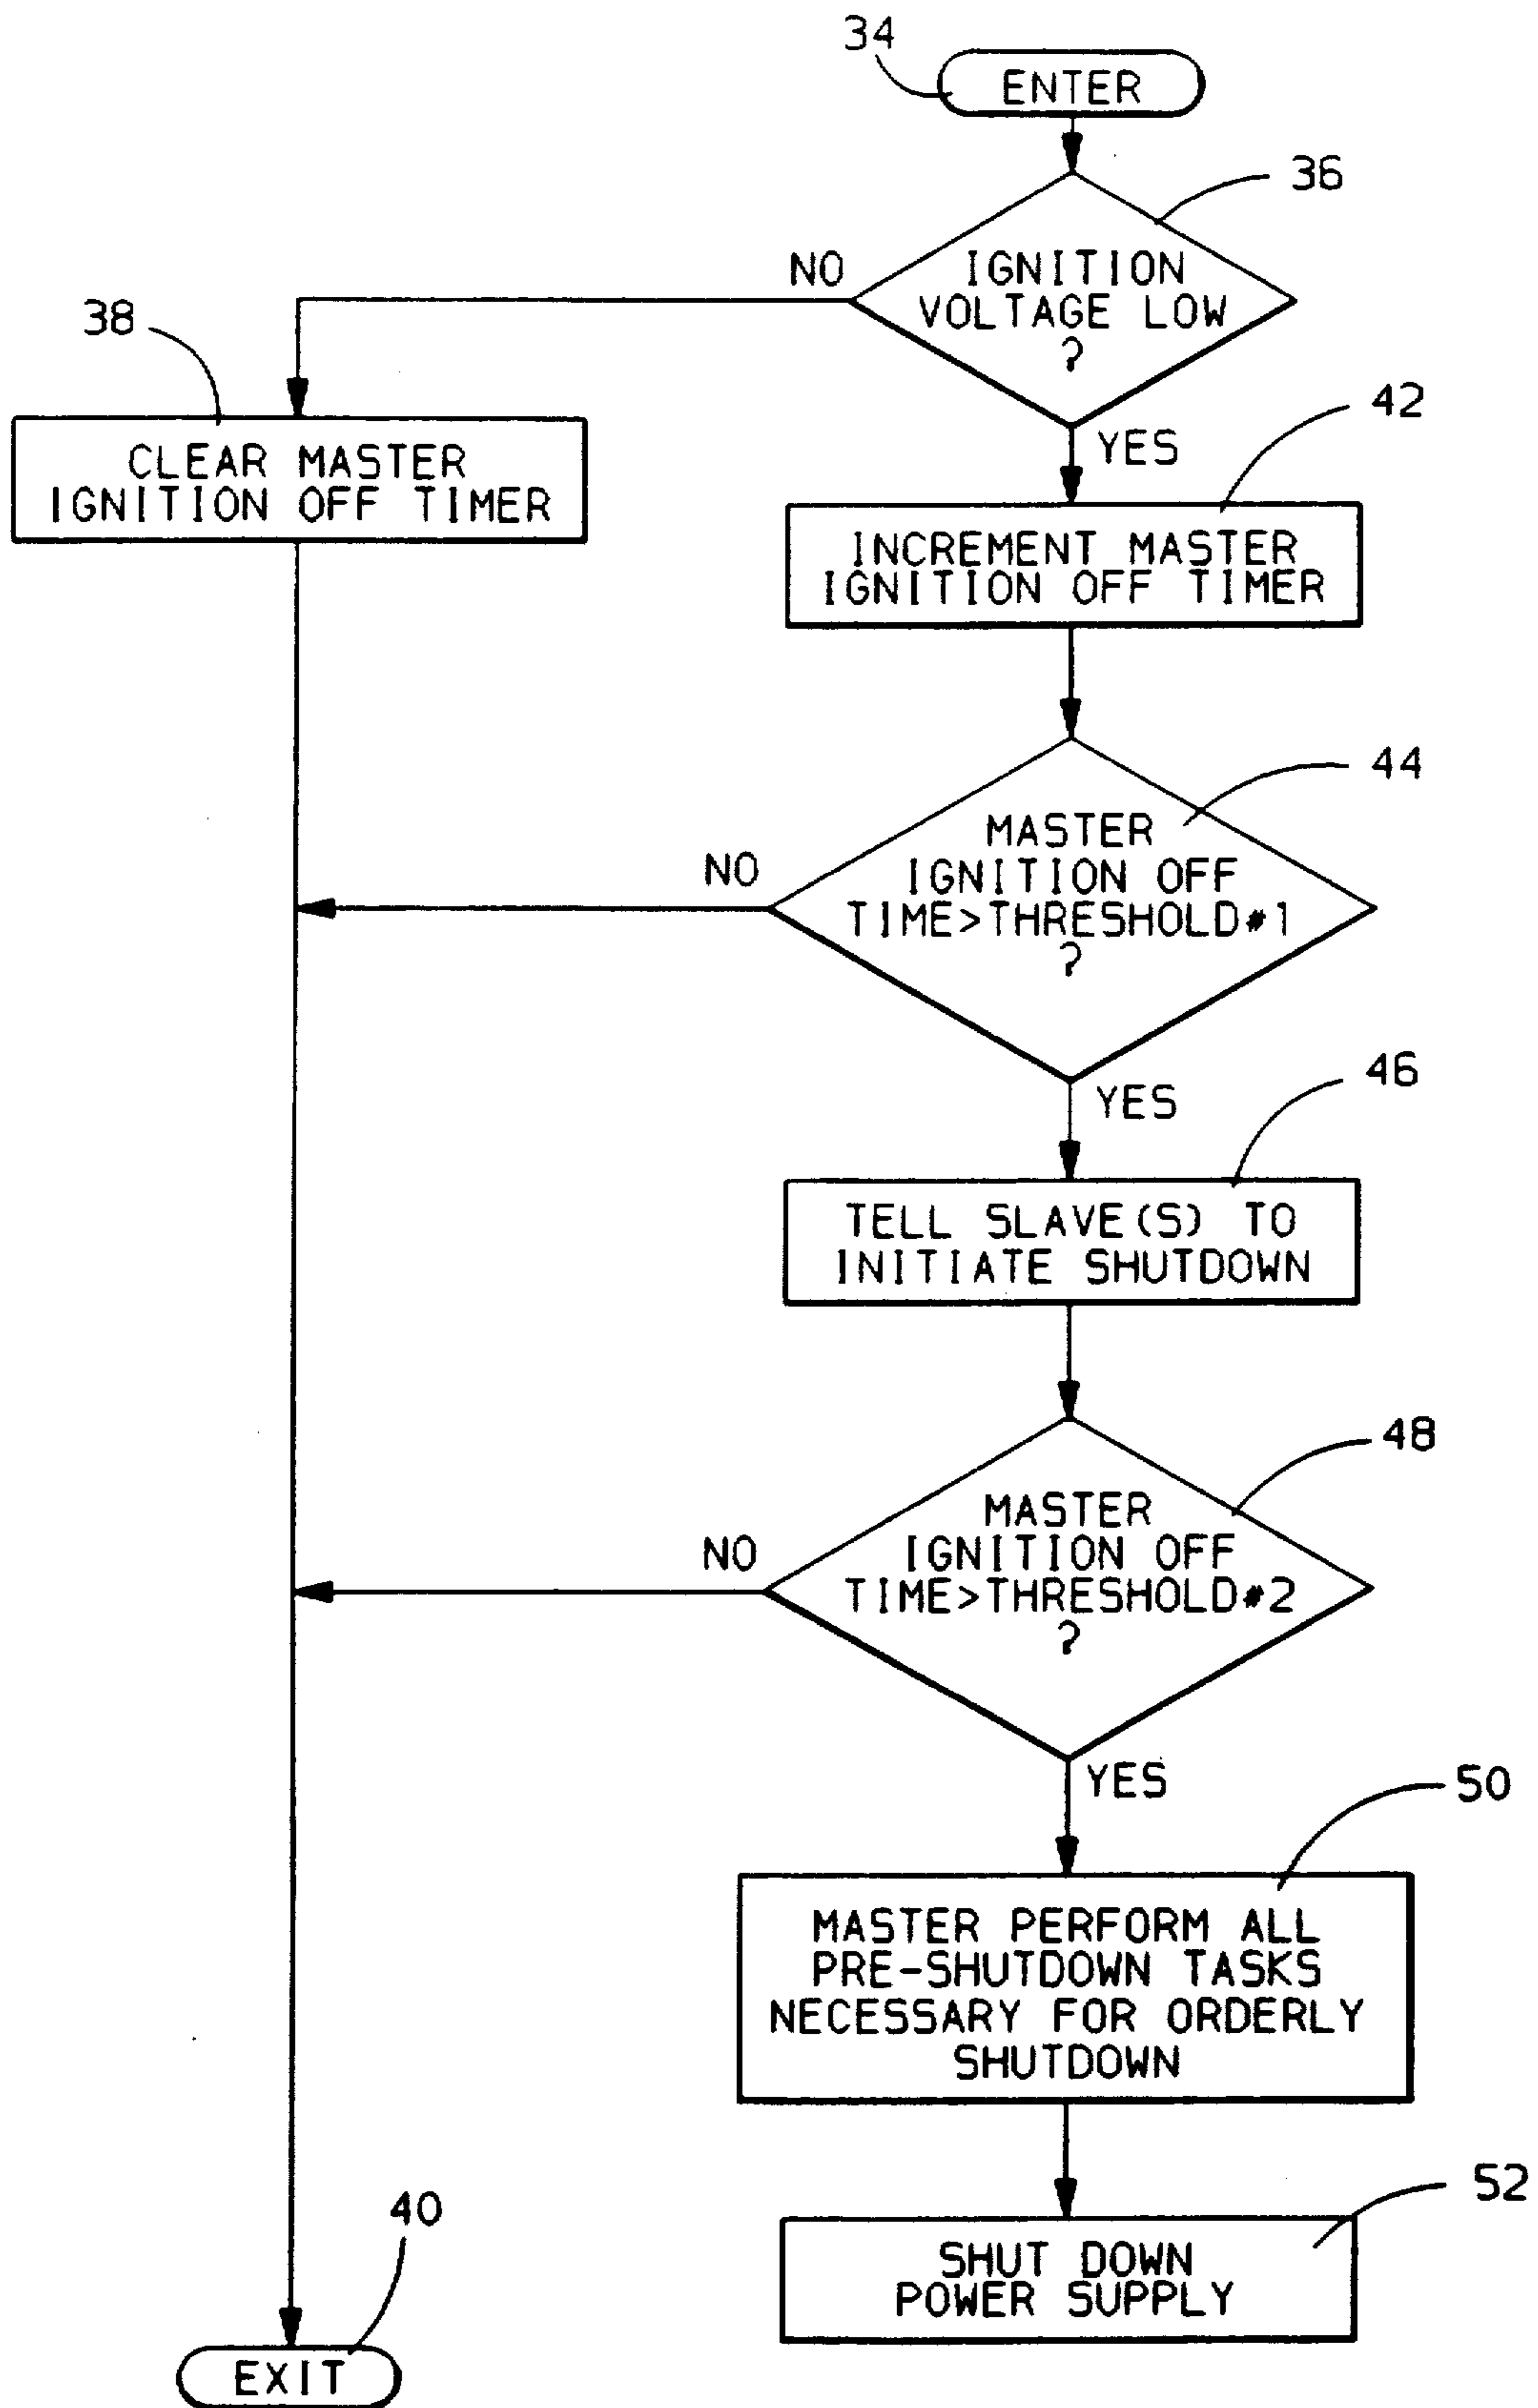 34
ENTER
36
NO
IGNITION
VOLTAGE LOW
?
38
42
YES
CLEAR MASTER
IGNITION OFF TIMER
INCREMENT MASTER
IGNITION OFF TIMER
44
MASTER
IGNITION OFF
TIME>THRESHOLD#1
?
NO
46
YES
TELL SLAVE(S) TO
INITIATE SHUTDOWN
48
MASTER
IGNITION OFF
TIME>THRESHOLD#2
?
NO
YES
50
MASTER PERFORM ALL
PRE-SHUTDOWN TASKS
NECESSARY FOR ORDERLY
SHUTDOWN
52
40
SHUT DOWN
POWER SUPPLY
EXIT